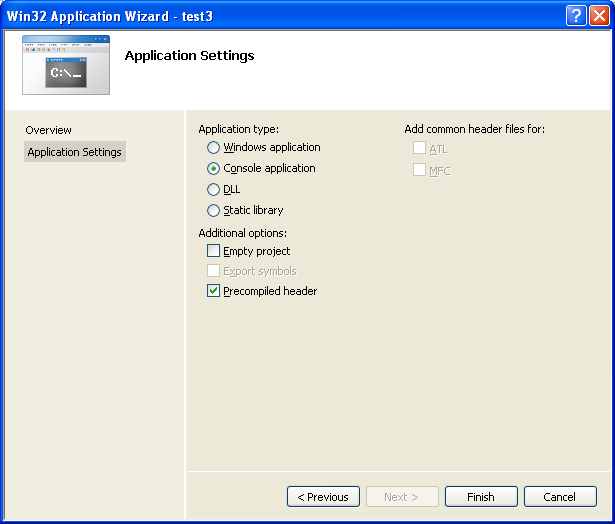 Win32 Application Wizard - test3
C:\_
Application Settings
Overview
Application Settings
Application type:
Windows application
Console application
DLL
Static library
Additional options:
Empty project
Export symbols
Precompiled header
Add common header files for:
ATL
MFC
< Previous
Next >
Finish
Cancel